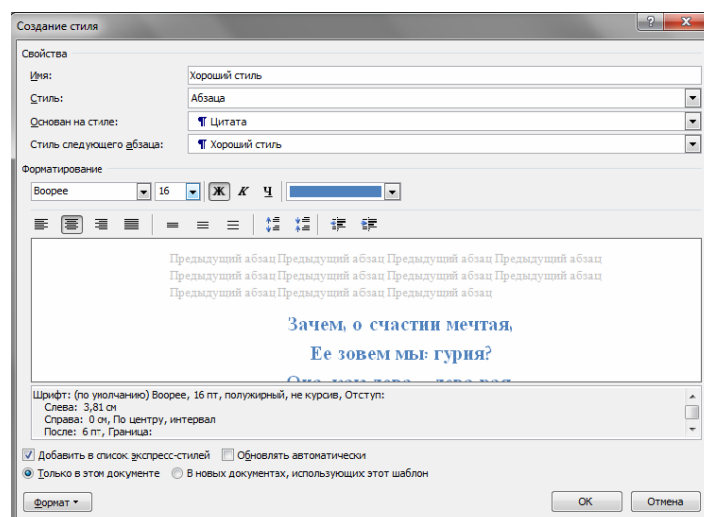 Создание стиля
Свойства
Имя: Хороший стиль
Стиль: Абзаца
Основан на стиле: ¶ Цитата
Стиль следующего абзаца: ¶ Хороший стиль
Форматирование
Boopee 16 Ж К Ч
Предыдущий абзац Предыдущий абзац Предыдущий абзац Предыдущий абзац
Предыдущий абзац Предыдущий абзац Предыдущий абзац Предыдущий абзац
Предыдущий абзац Предыдущий абзац Предыдущий абзац
Зачем, о счастии мечтая,
Ее зовем мы: гурия?
Шрифт: (по умолчанию) Boopee, 16 пт, полужирный, не курсив, Отступ:
Слева: 3,81 см
Справа: 0 см, По центру, интервал
После: 6 пт, Граница:
Добавить в список экспресс-стилей Обновлять автоматически
Только в этом документе В новых документах, использующих этот шаблон
Формат ОК Отмена